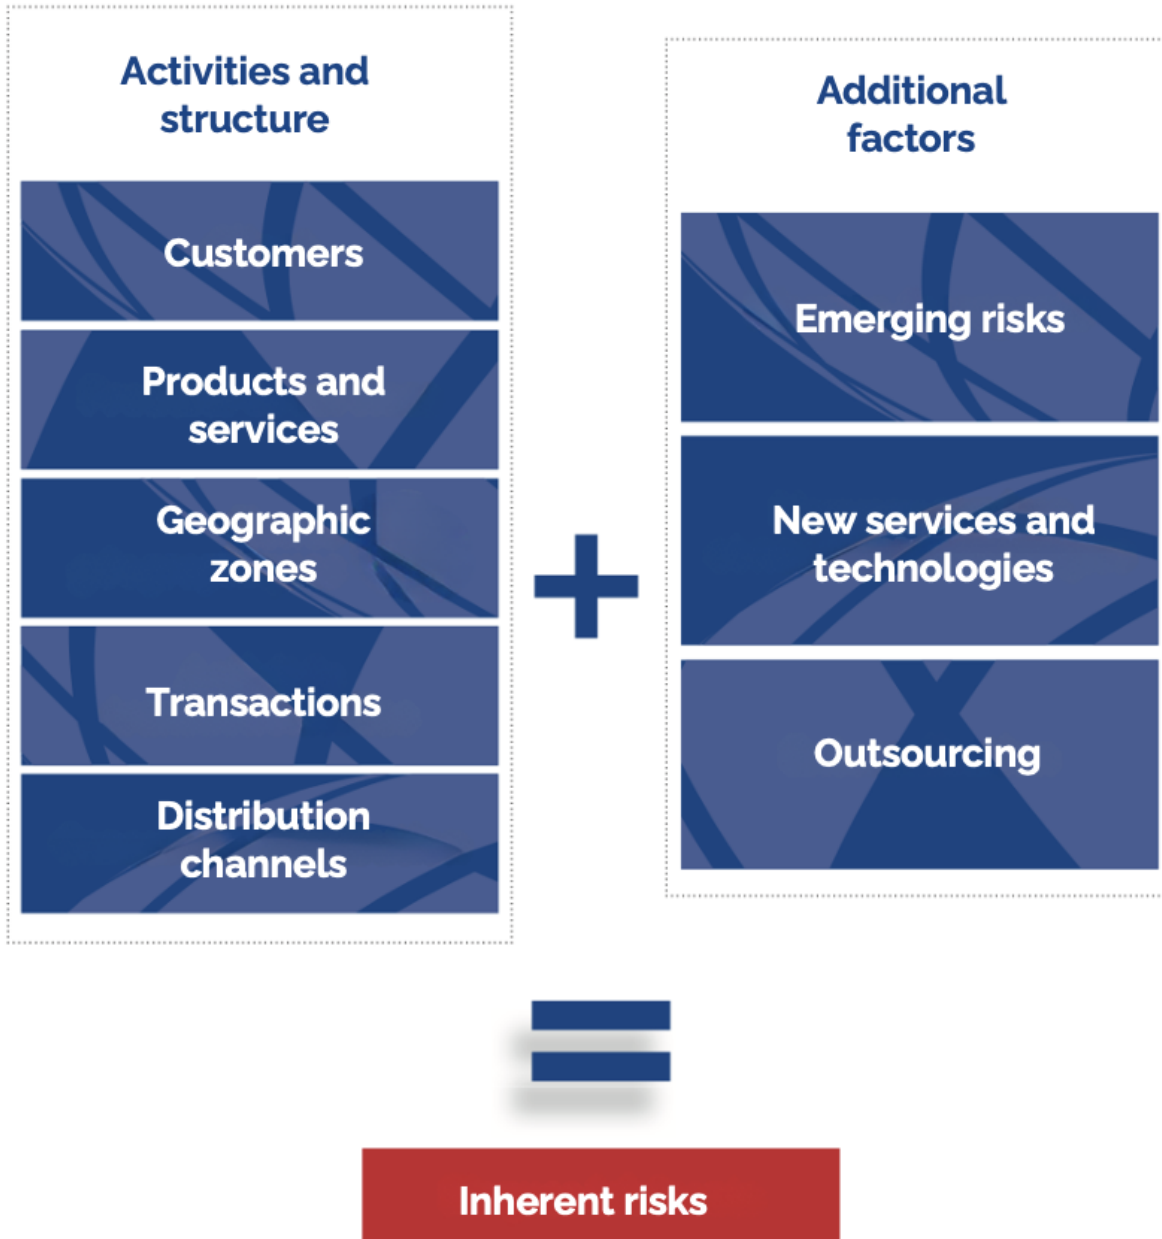 Activities and
structure
Customers
Products and
services
Geographic
zones
Transactions
Distribution
channels
+
Additional
factors
Emerging risks
New services and
technologies
Outsourcing
=
Inherent risks